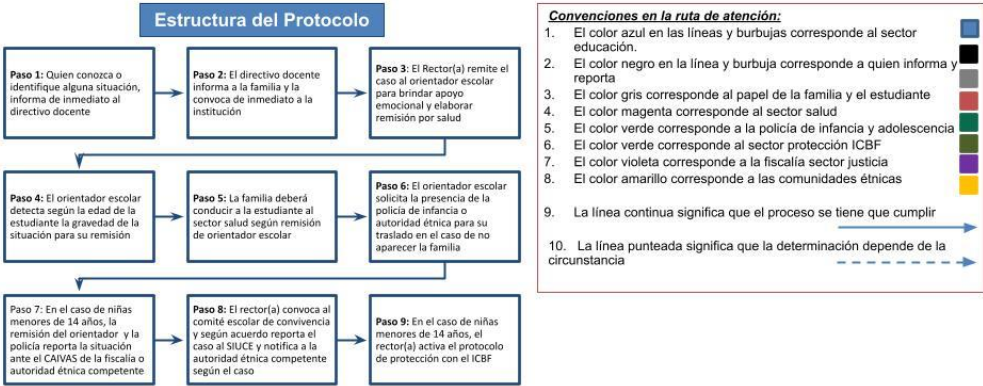 Estructura del Protocolo
Paso 1: Quien conozca o
identifique alguna situación,
informa de inmediato al
directivo docente
Paso 2: El directivo docente
informa a la familia y la
convoca de inmediato a la
institución
Paso 3: El Rector(a) remite el
caso al orientador escolar
para brindar apoyo
emocional y elaborar
remisión por salud
Paso 4: El orientador escolar
detecta según la edad de la
estudiante la gravedad de la
situación para su remisión
Paso 5: La familia deberá
conducir a la estudiante al
sector salud según remisión
de orientador escolar
Paso 6: El orientador escolar
solicita la presencia de la
policía de infancia o
autoridad étnica para su
traslado en el caso de no
aparecer la familia
Paso 7: En el caso de niñas
menores de 14 años, la
remisión del orientador y la
policía reporta la situación
ante el CAIVAS de la fiscalía o
autoridad étnica competente
Paso 8: El rector(a) convoca al
comité escolar de convivencia
y según acuerdo reporta el
caso al SIUCE y notifica a la
autoridad étnica competente
según el caso
Paso 9: En el caso de niñas
menores de 14 años, el
rector(a) activa el protocolo
de protección con el ICBF
Convenciones en la ruta de atención:
1. El color azul en las líneas y burbujas corresponde al sector
educación.
2. El color negro en la línea y burbuja corresponde a quien informa y
reporta
3. El color gris corresponde al papel de la familia y el estudiante
4. El color magenta corresponde al sector salud
5. El color verde corresponde a la policía de infancia y adolescencia
6. El color verde corresponde al sector protección ICBF
7. El color violeta corresponde a la fiscalía sector justicia
8. El color amarillo corresponde a las comunidades étnicas
9. La línea continua significa que el proceso se tiene que cumplir
10. La línea punteada significa que la determinación depende de la
circunstancia